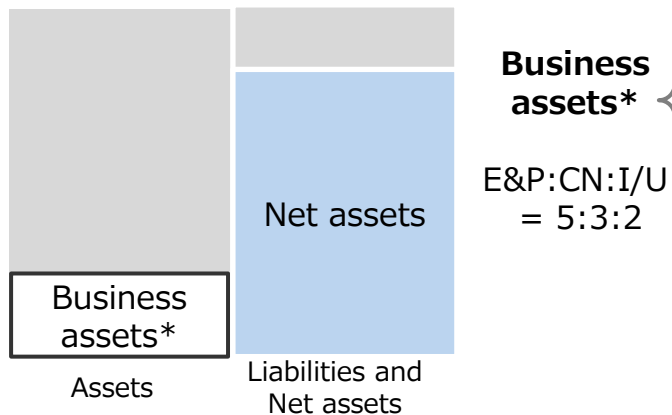 Net assets
Business
assets*
Assets
Liabilities and
Net assets
Business
assets*
E&P:CN:I/U
= 5:3:2